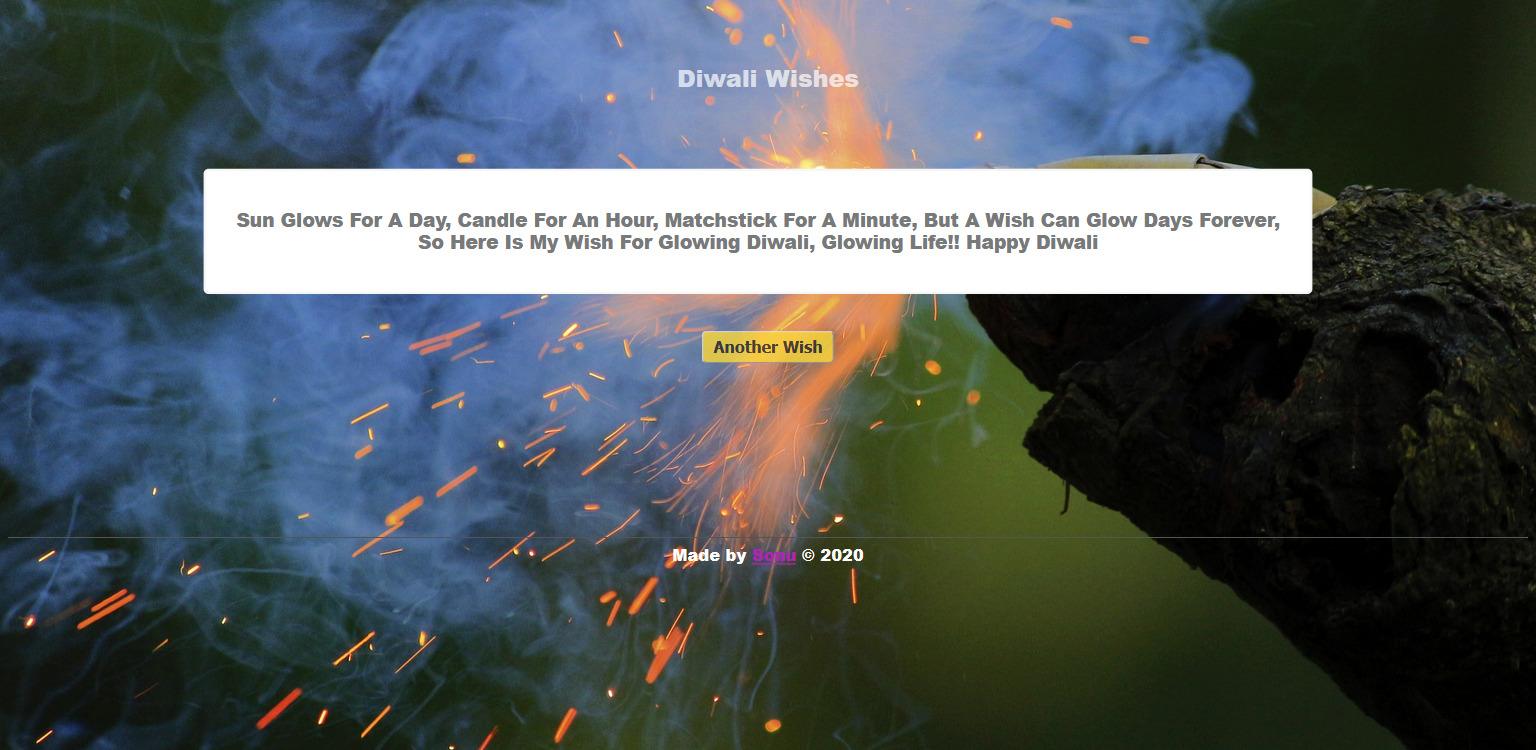 Diwali Wishes
Sun Glows For A Day, Candle For An Hour, Matchstick For A Minute, But A Wish Can Glow Days Forever,
So Here Is My Wish For Glowing Diwali, Glowing Life!! Happy Diwali
Another Wish
Made by Sonu © 2020